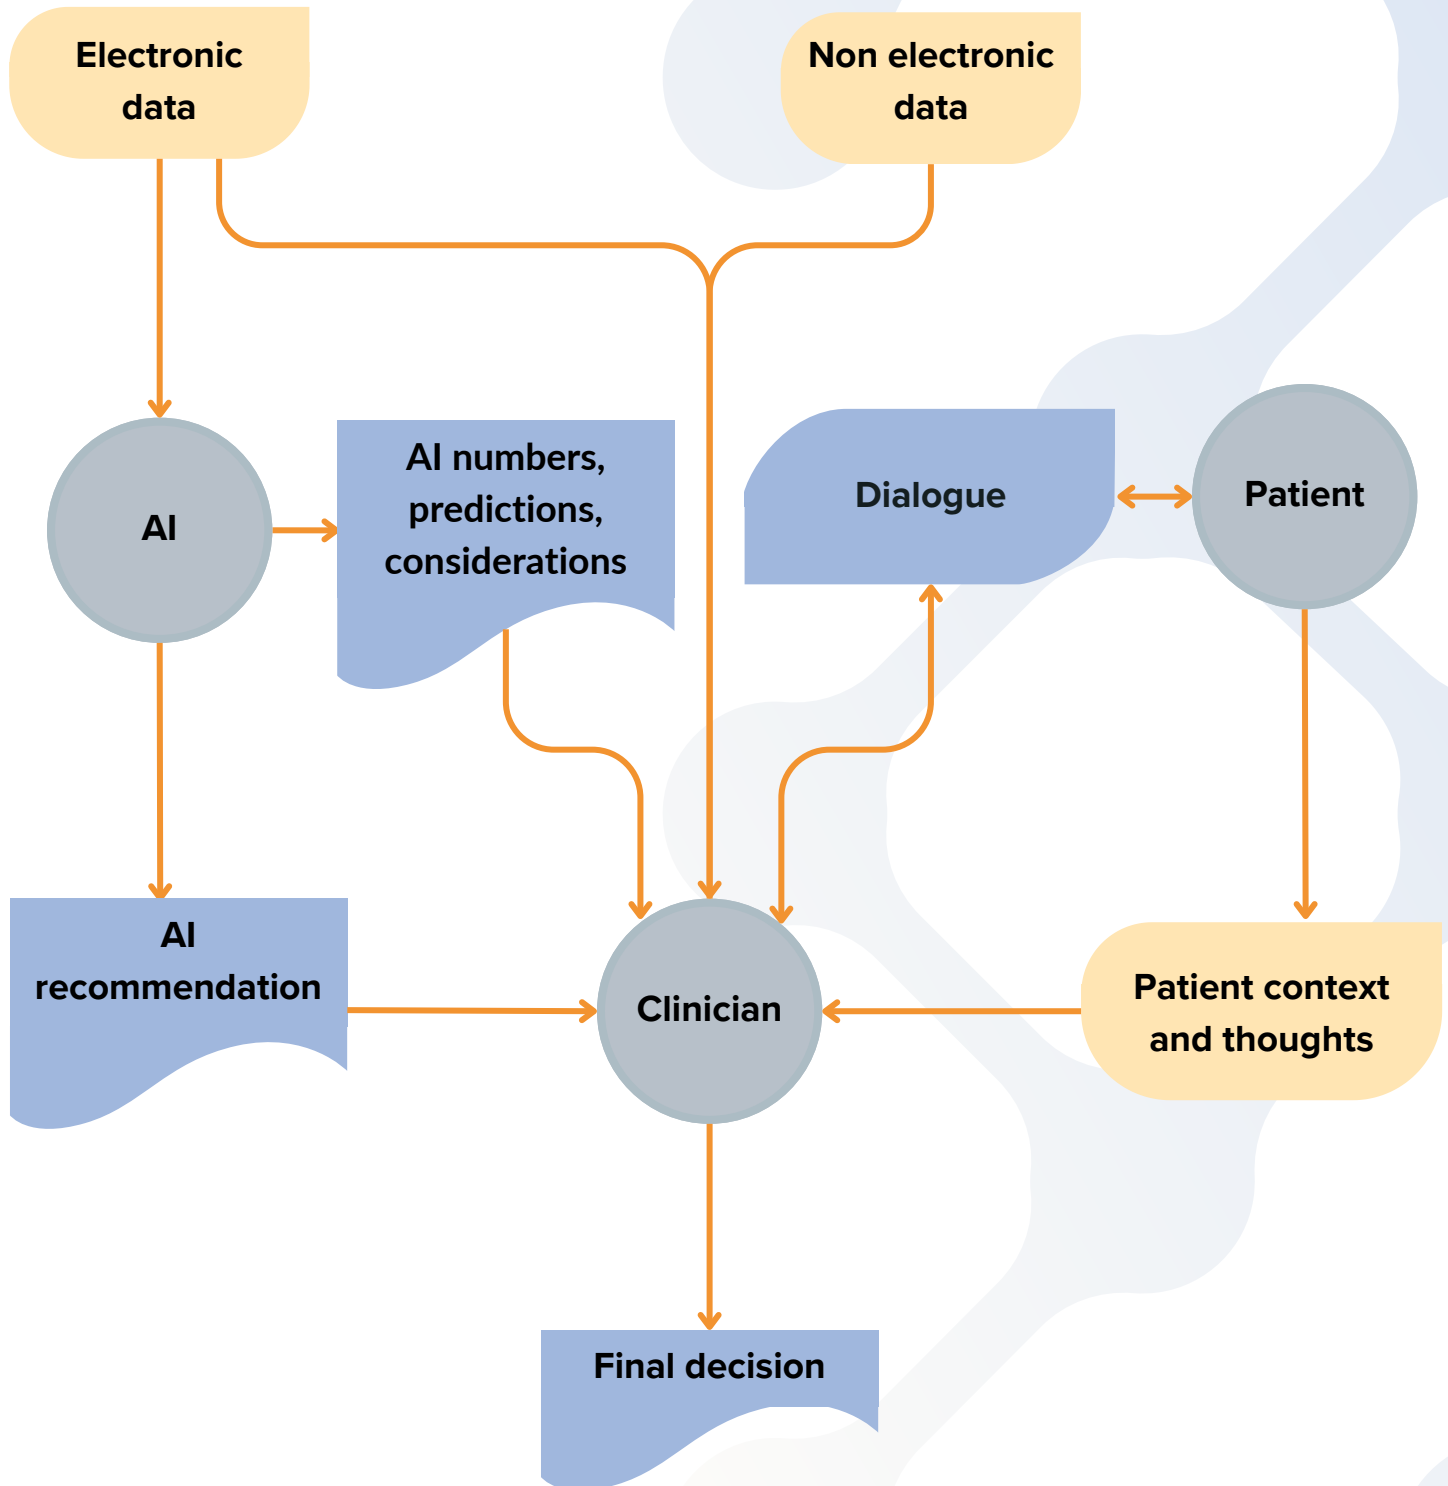 Electronic
data
Non electronic
data
AI
AI numbers,
predictions,
considerations
Dialogue
Patient
AI
recommendation
Clinician
Patient context
and thoughts
Final decision